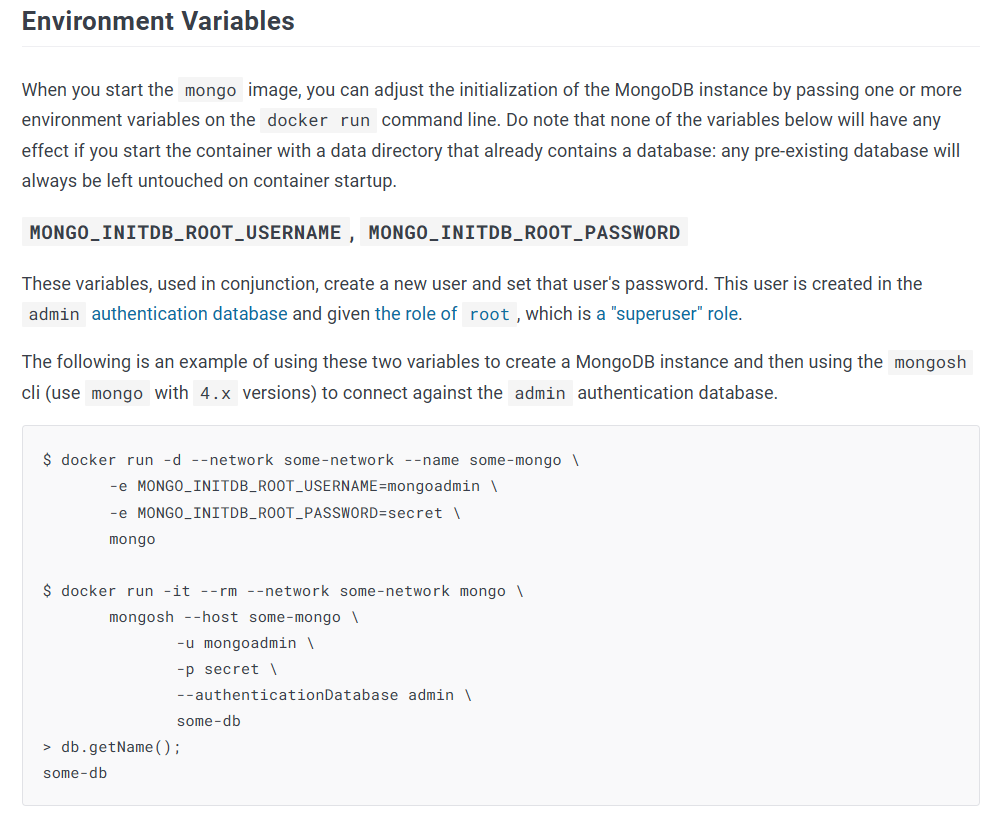 Environment Variables
When you start the mongo image, you can adjust the initialization of the MongoDB instance by passing one or more
environment variables on the docker run command line. Do note that none of the variables below will have any
effect if you start the container with a data directory that already contains a database: any pre-existing database will
always be left untouched on container startup.
MONGO_INITDB_ROOT_USERNAME , MONGO_INITDB_ROOT_PASSWORD
These variables, used in conjunction, create a new user and set that user's password. This user is created in the
admin authentication database and given the role of root , which is a "superuser" role.
The following is an example of using these two variables to create a MongoDB instance and then using the mongosh
cli (use mongo with 4.x versions) to connect against the admin authentication database.
$ docker run -d --network some-network --name some-mongo \
-e MONGO_INITDB_ROOT_USERNAME=mongoadmin \
-e MONGO_INITDB_ROOT_PASSWORD=secret \
mongo
$ docker run -it --rm --network some-network mongo \
mongosh --host some-mongo \
-u mongoadmin \
-p secret \
--authenticationDatabase admin \
some-db
> db.getName();
some-db